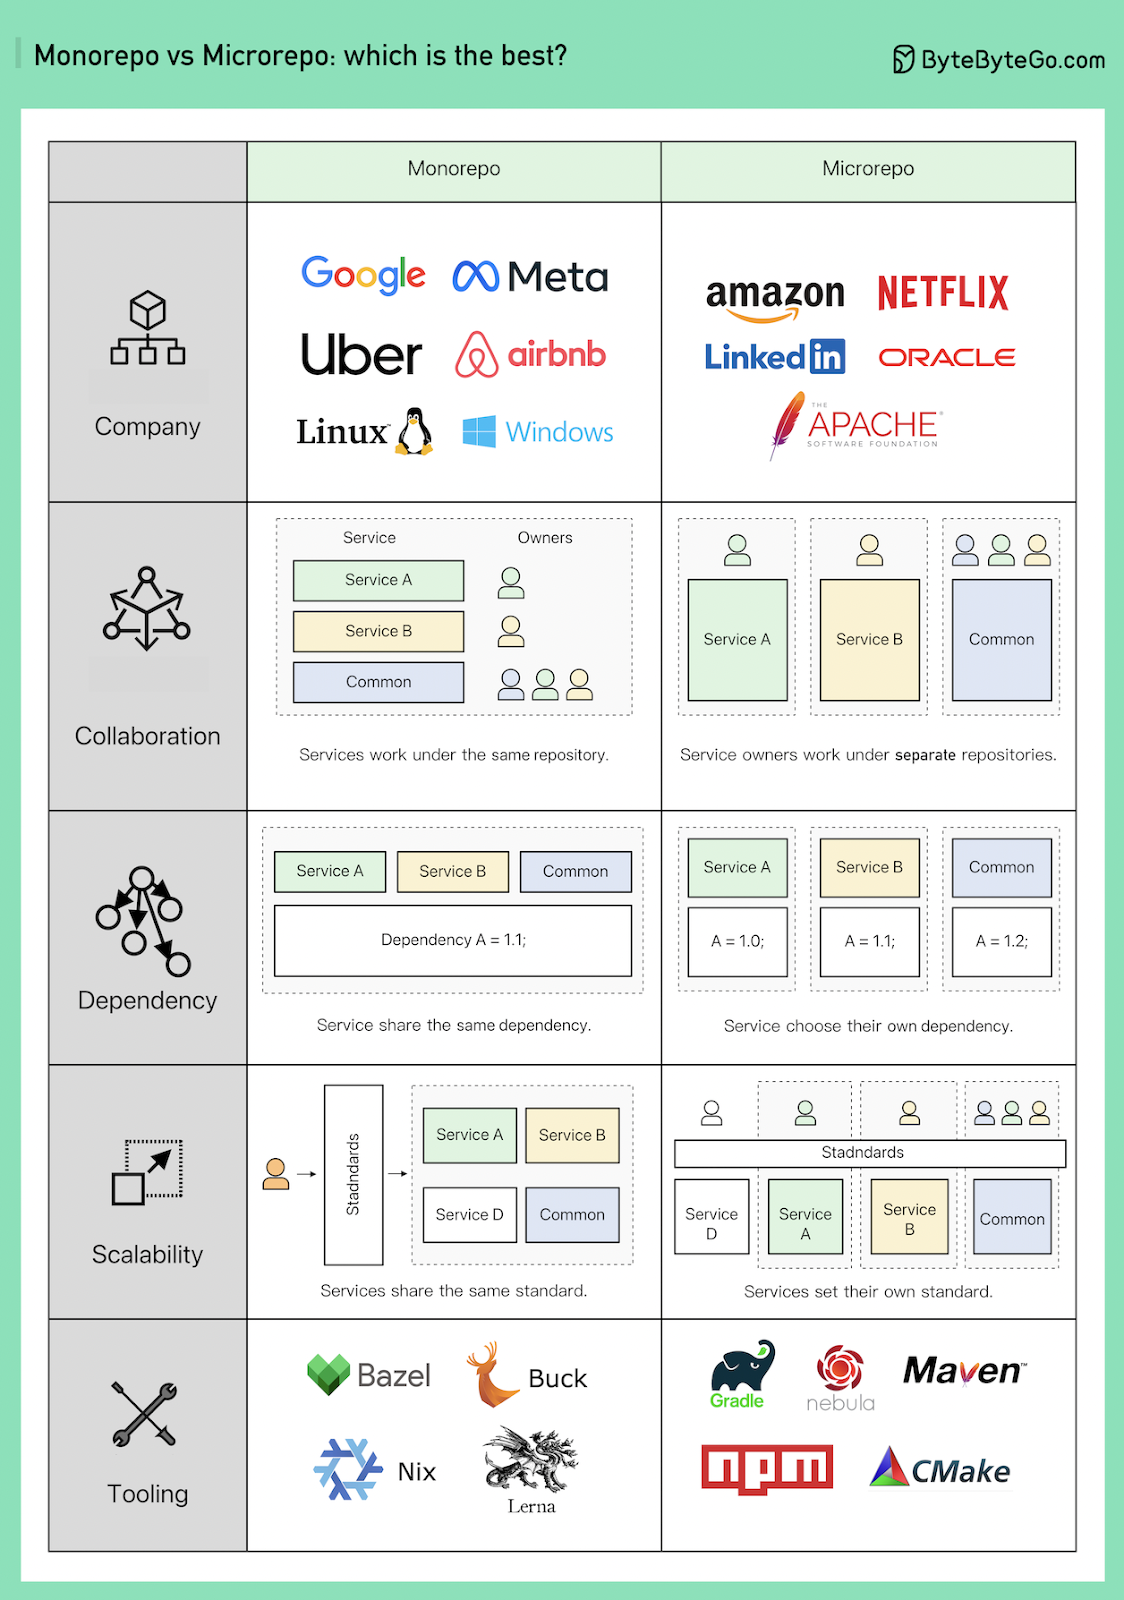 Monorepo vs Microrepo: which is the best?
ByteByteGo.com
Monorepo
Microrepo
Company
Google
Meta
Uber
airbnb
Linux™
Windows
amazon
NETFLIX
Linked in
ORACLE
THE
APACHE®
SOFTWARE FOUNDATION
Collaboration
Service
Owners
Service A
Service B
Common
Services work under the same repository.
Service A
Service B
Common
Service owners work under separate repositories.
Dependency
Service A
Service B
Common
Dependency A = 1.1;
Service share the same dependency.
Service A
Service B
Common
A = 1.0;
A = 1.1;
A = 1.2;
Service choose their own dependency.
Scalability
Stadndards
Service A
Service B
Service D
Common
Services share the same standard.
Stadndards
Service
D
Service
A
Service
B
Common
Services set their own standard.
Tooling
Bazel
Buck
Nix
Lerna
Gradle
nebula
Maven™
npm
CMake